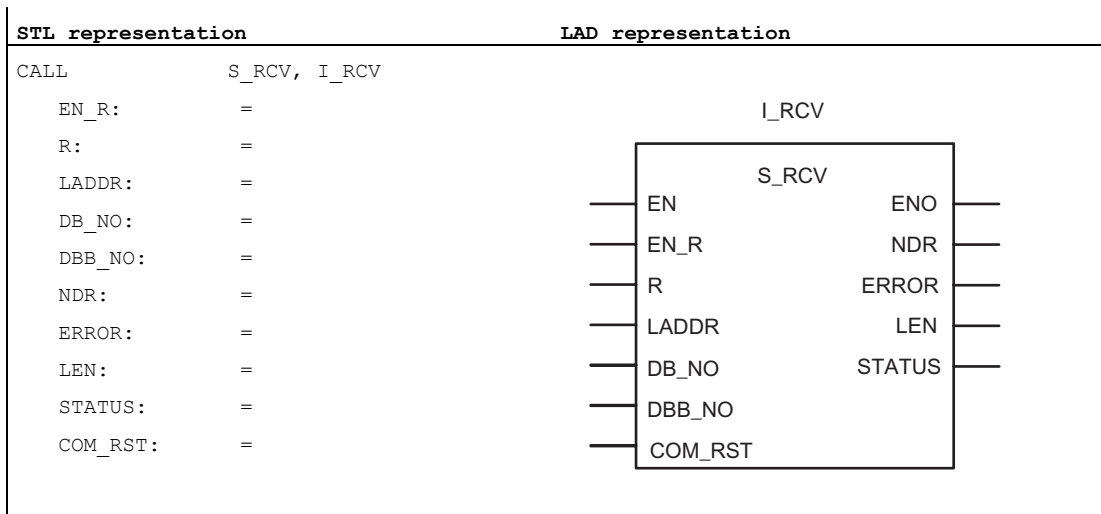 STL representation LAD representation
CALL S_RCV, I_RCV
EN_R: =
R: =
LADDR: =
DB_NO: =
DBB_NO: =
NDR: =
ERROR: =
LEN: =
STATUS: =
COM_RST: =
I_RCV
S_RCV
EN ENO
EN_R NDR
R ERROR
LADDR LEN
DB_NO STATUS
DBB_NO
COM_RST